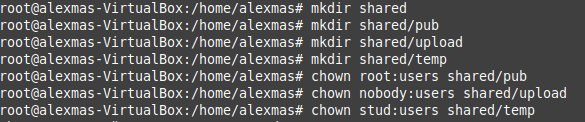 root@alexmas-VirtualBox:/home/alexmas# mkdir shared
root@alexmas-VirtualBox:/home/alexmas# mkdir shared/pub
root@alexmas-VirtualBox:/home/alexmas# mkdir shared/upload
root@alexmas-VirtualBox:/home/alexmas# mkdir shared/temp
root@alexmas-VirtualBox:/home/alexmas# chown root:users shared/pub
root@alexmas-VirtualBox:/home/alexmas# chown nobody:users shared/upload
root@alexmas-VirtualBox:/home/alexmas# chown stud:users shared/temp